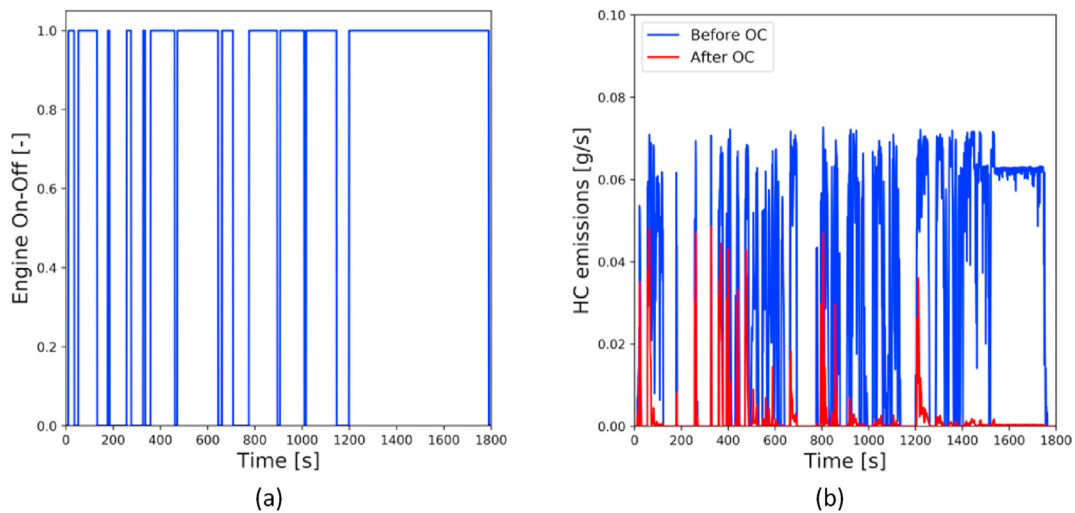 Engine On-Off [-]
1.0
0.8
0.6
0.4
0.2
0.0
0 200 400 600 800 1000 1200 1400 1600 1800
Time [s]
(a)
HC emissions [g/s]
0.10
0.08
0.06
0.04
0.02
0.00
Before OC
After OC
0 200 400 600 800 1000 1200 1400 1600 1800
Time [s]
(b)